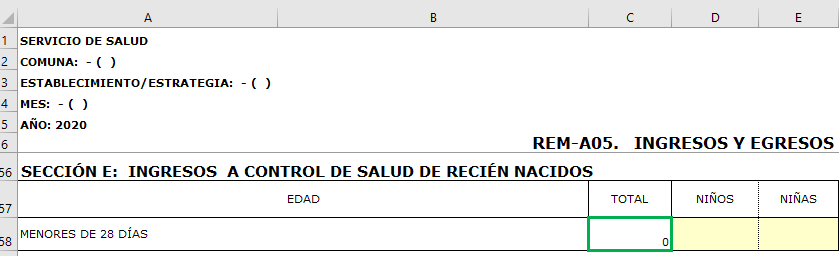 A B C D E
1 SERVICIO DE SALUD
2 COMUNA: - ( )
3 ESTABLECIMIENTO/ESTRATEGIA: - ( )
4 MES: - ( )
5 AÑO: 2020
6 REM-A05. INGRESOS Y EGRESOS
56 SECCIÓN E: INGRESOS A CONTROL DE SALUD DE RECIÉN NACIDOS
57 EDAD TOTAL NIÑOS NIÑAS
58 MENORES DE 28 DÍAS 0